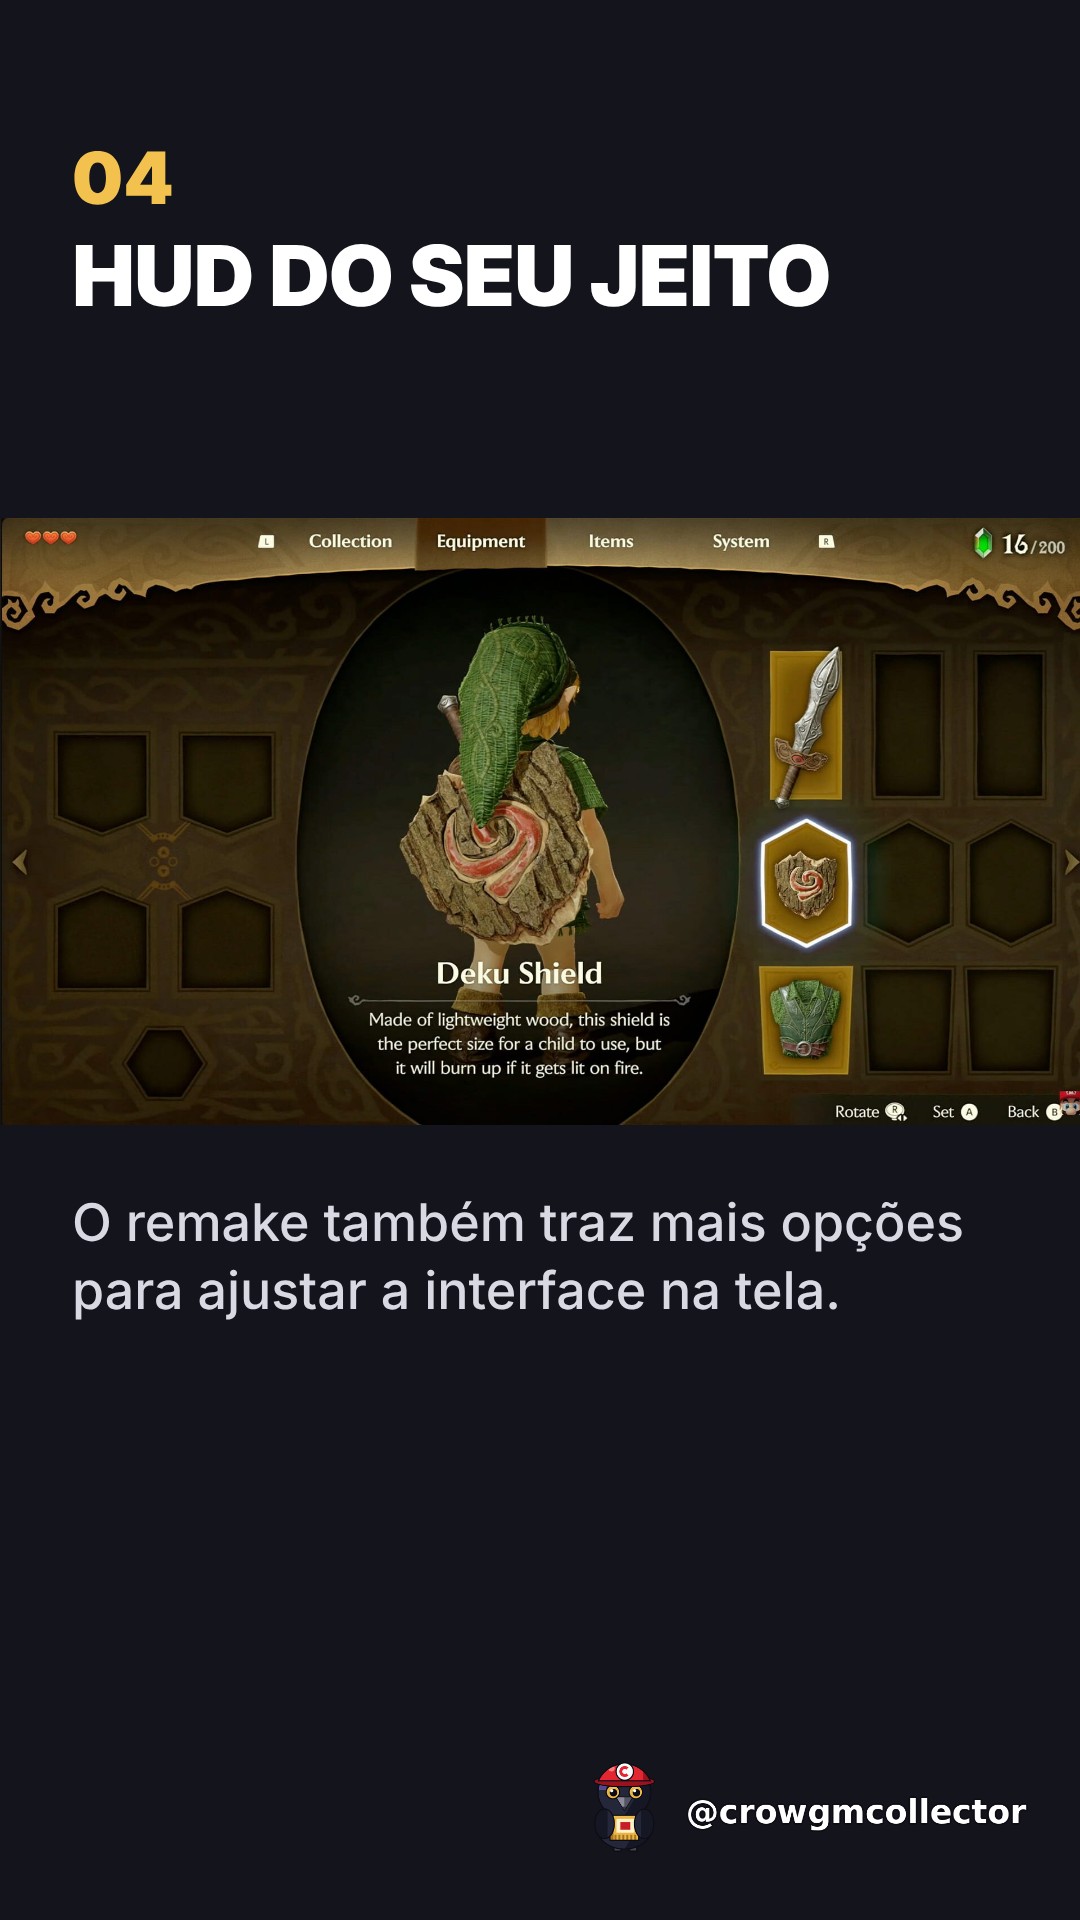 04
HUD DO SEU JEITO
L Collection Equipment Items System R
16/200
Deku Shield
Made of lightweight wood, this shield is
the perfect size for a child to use, but
it will burn up if it gets lit on fire.
Rotate R Set A Back B
O remake também traz mais opções
para ajustar a interface na tela.
C
@crowgmcollector